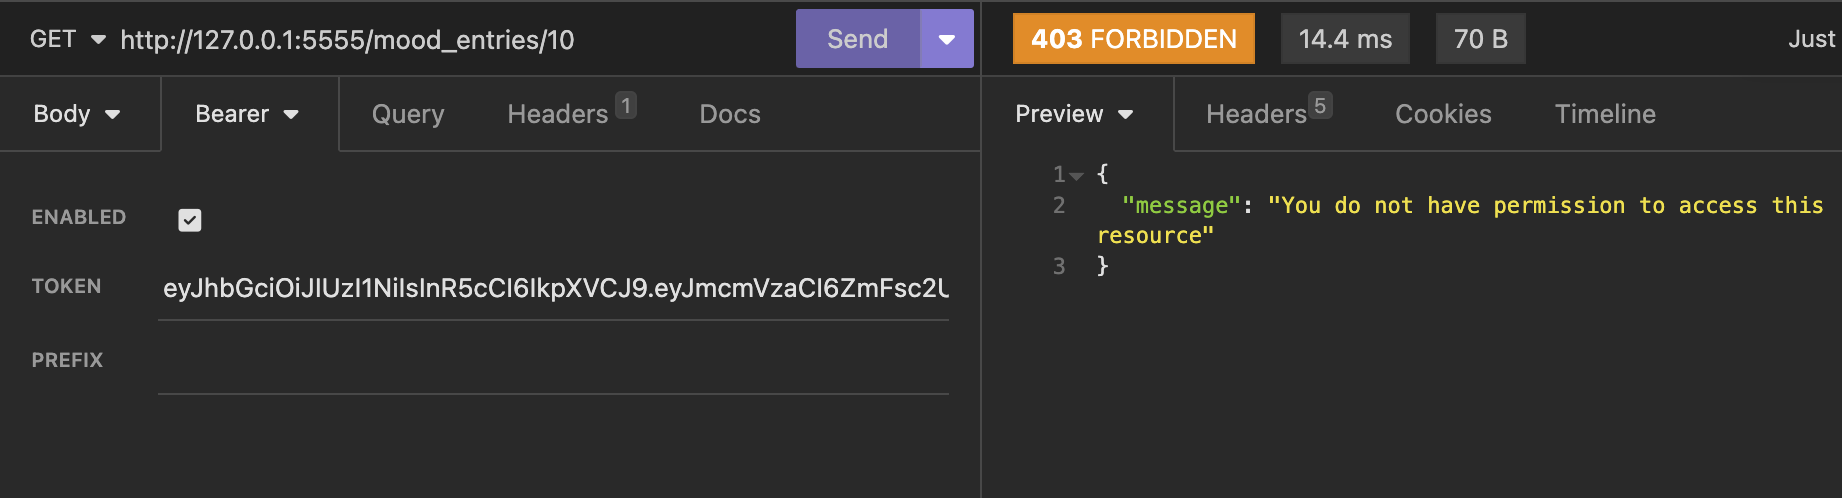 GET http://127.0.0.1:5555/mood_entries/10 Send
403 FORBIDDEN 14.4 ms 70 B Just
Body Bearer Query Headers 1 Docs
Preview Headers 5 Cookies Timeline
ENABLED
TOKEN eyJhbGciOiJIUzI1NiIsInR5cCI6IkpXVCJ9.eyJmcmVzaCI6ZmFsc2U
PREFIX
1 {
2 "message": "You do not have permission to access this
resource"
3 }